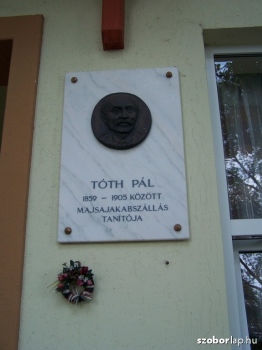 TÓTH PÁL
1859 - 1905 KÖZÖTT
MAJSAJAKABSZÁLLÁS
TANÍTÓJA
szoborlap.hu